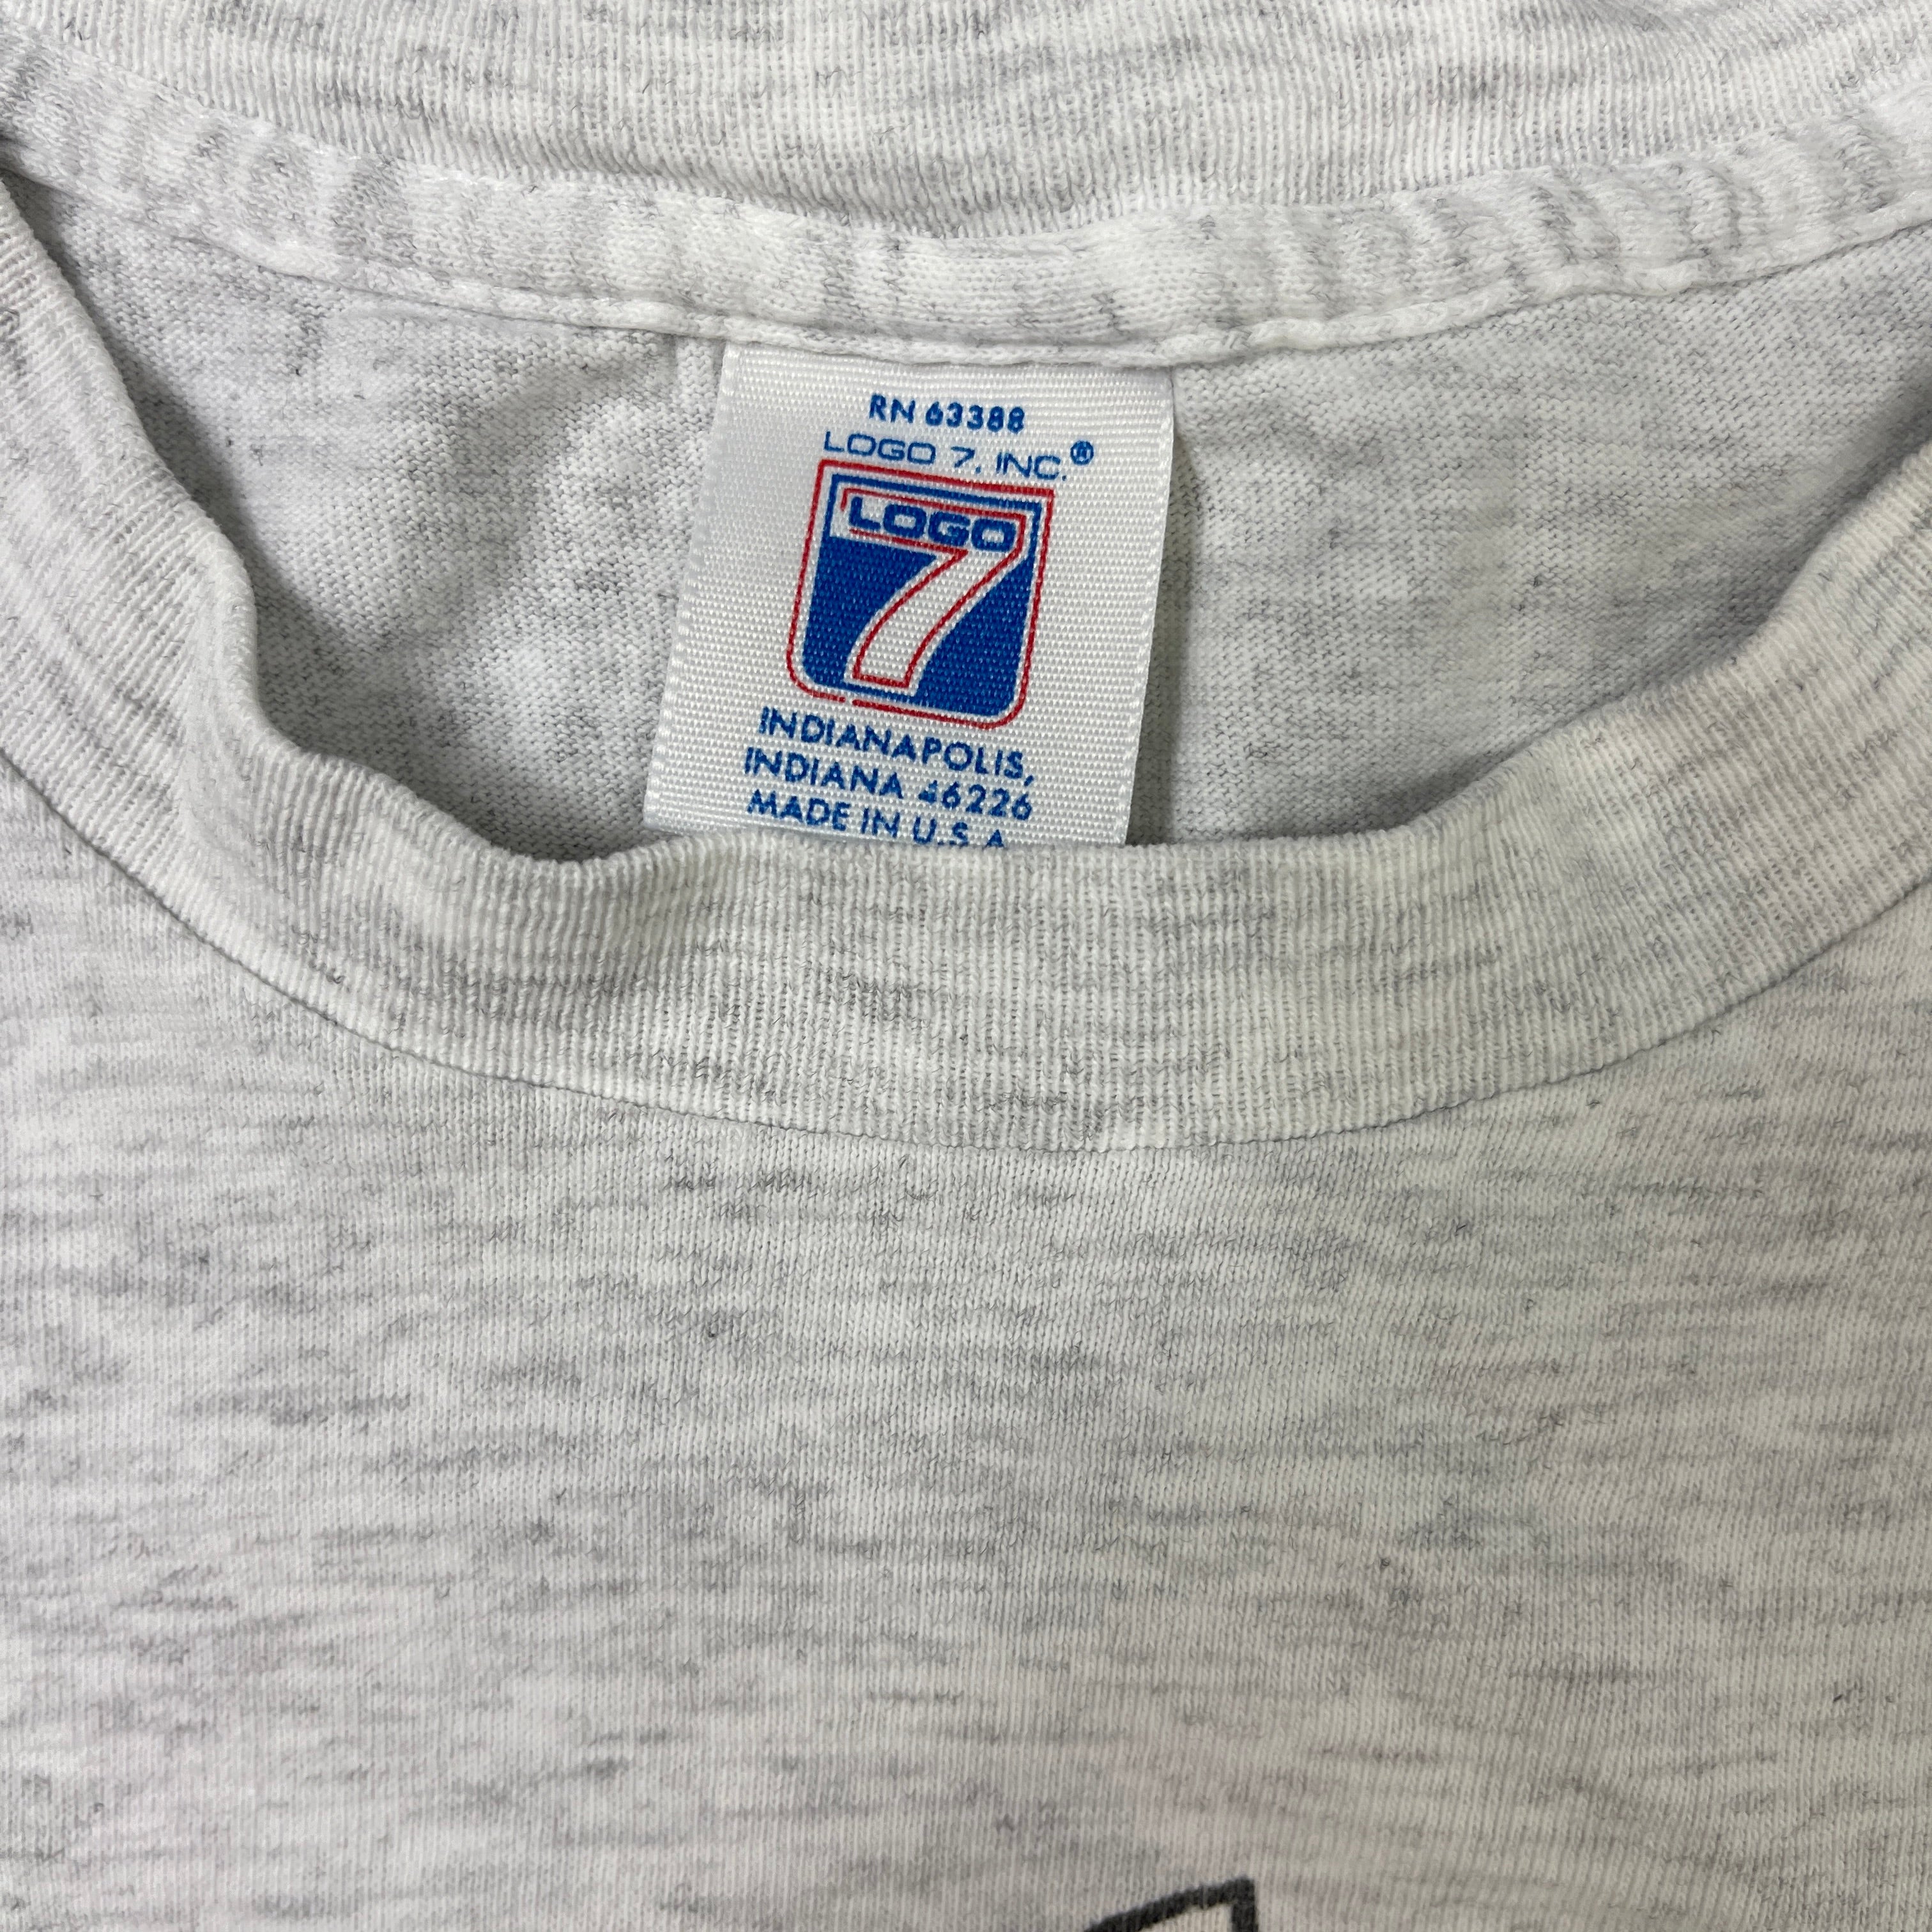 RN 63388
LOGO 7, INC.®
LOGO
7
INDIANAPOLIS,
INDIANA 46226
MADE IN U.S.A